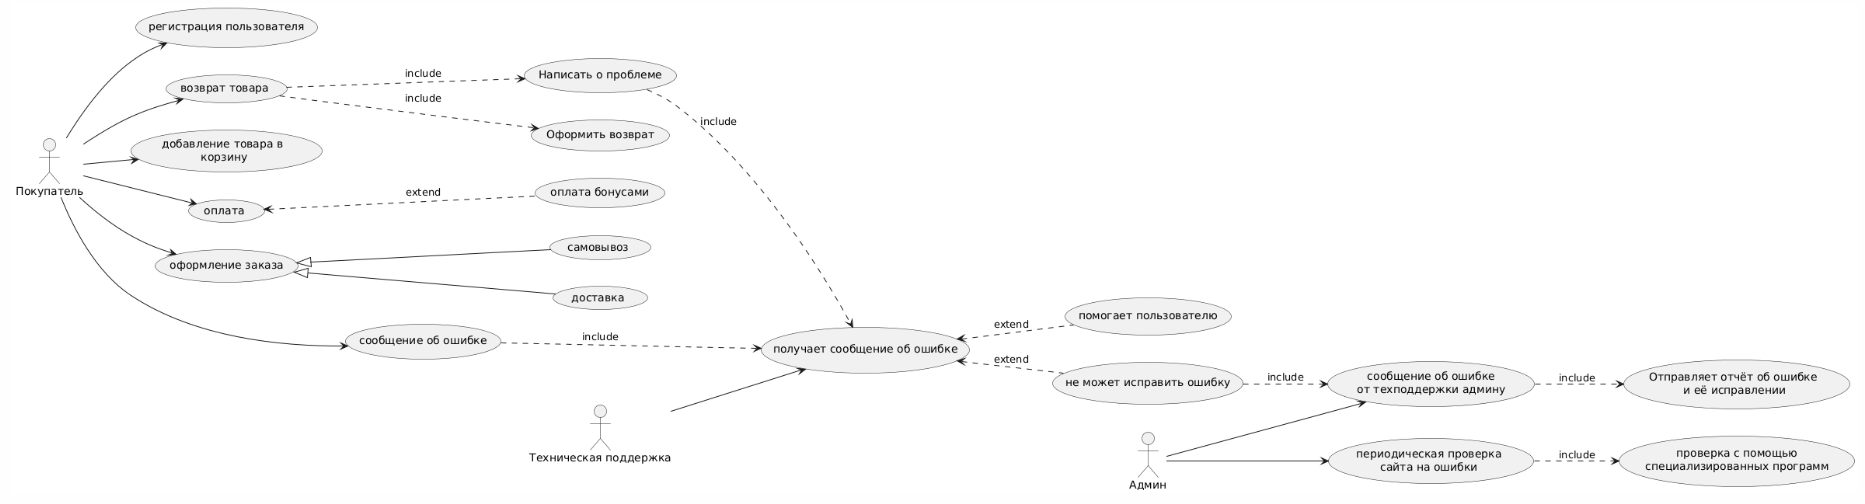 регистрация пользователя
возврат товара
include
include
Написать о проблеме
Оформить возврат
include
добавление товара в
корзину
Покупатель
оплата
extend
оплата бонусами
оформление заказа
самовывоз
доставка
сообщение об ошибке
include
получает сообщение об ошибке
extend
помогает пользователю
extend
не может исправить ошибку
include
сообщение об ошибке
от техподдержки админу
include
Отправляет отчёт об ошибке
и её исправлении
Техническая поддержка
Админ
периодическая проверка
сайта на ошибки
include
проверка с помощью
специализированных программ